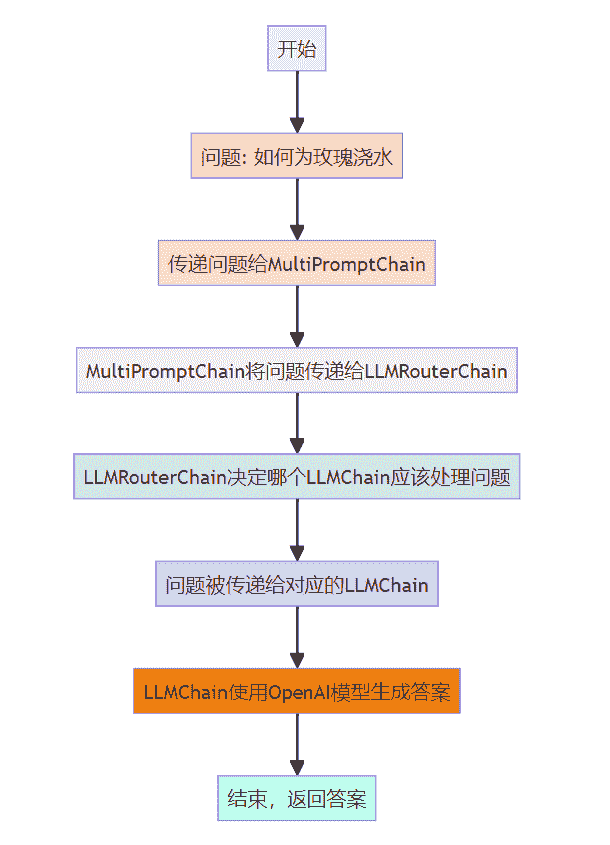 开始
问题: 如何为玫瑰浇水
传递问题给MultiPromptChain
MultiPromptChain将问题传递给LLMRouterChain
LLMRouterChain决定哪个LLMChain应该处理问题
问题被传递给对应的LLMChain
LLMChain使用OpenAI模型生成答案
结束，返回答案